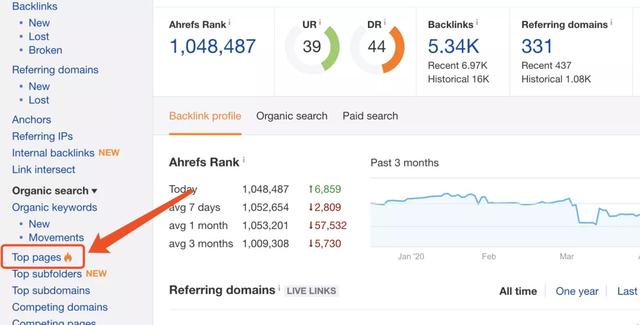 Backlinks
New
Lost
Broken
Referring domains
New
Lost
Anchors
Referring IPs
Internal backlinks NEW
Link intersect
Organic search
Organic keywords
New
Movements
Top pages
Top subfolders NEW
Top subdomains
Competing domains
Competing pages
Ahrefs Rank i
1,048,487
UR i
39
DR i
44
Backlinks i
5.34K
Recent 6.97K
Historical 16K
Referring domains i
331
Recent 437
Historical 1.08K
Backlink profile Organic search Paid search
Ahrefs Rank i
Today 1,048,487 ↑6,859
avg 7 days 1,052,654 ↓2,809
avg 1 month 1,053,201 ↓57,532
avg 3 months 1,009,308 ↓5,730
Past 3 months
Jan '20 Feb Mar
Referring domains i LIVE LINKS
All time One year Last